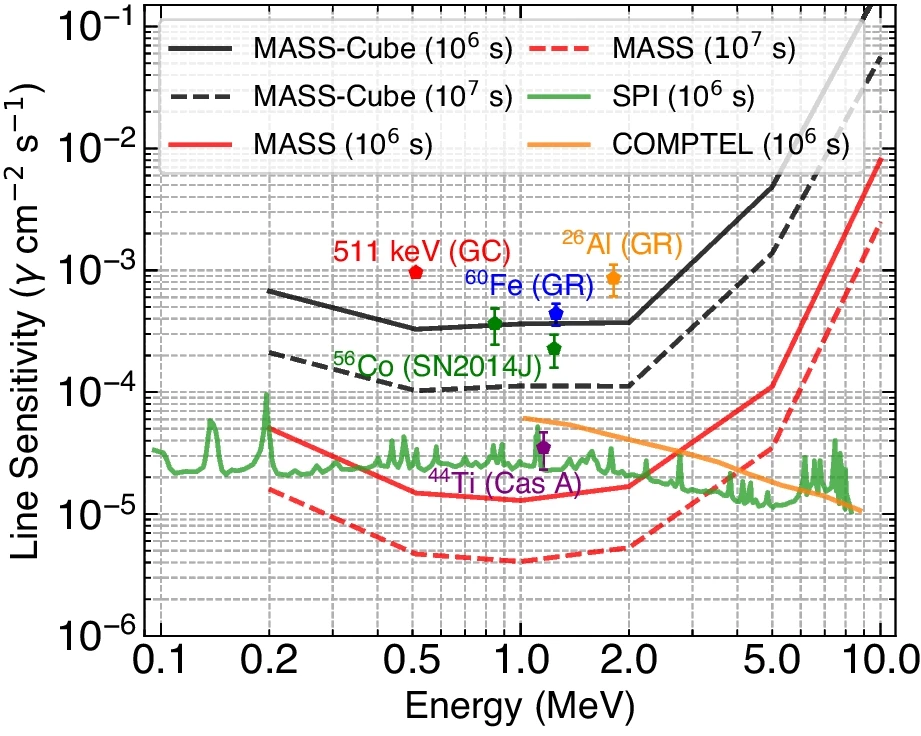 10⁻¹
MASS-Cube (10⁶ s)
MASS (10⁷ s)
MASS-Cube (10⁷ s)
SPI (10⁶ s)
MASS (10⁶ s)
COMPTEL (10⁶ s)
10⁻²
10⁻³
10⁻⁴
10⁻⁵
10⁻⁶
Line Sensitivity (γ cm⁻² s⁻¹)
511 keV (GC)
²⁶Al (GR)
⁶⁰Fe (GR)
⁵⁶Co (SN2014J)
⁴⁴Ti (Cas A)
0.1 0.2 0.5 1.0 2.0 5.0 10.0
Energy (MeV)